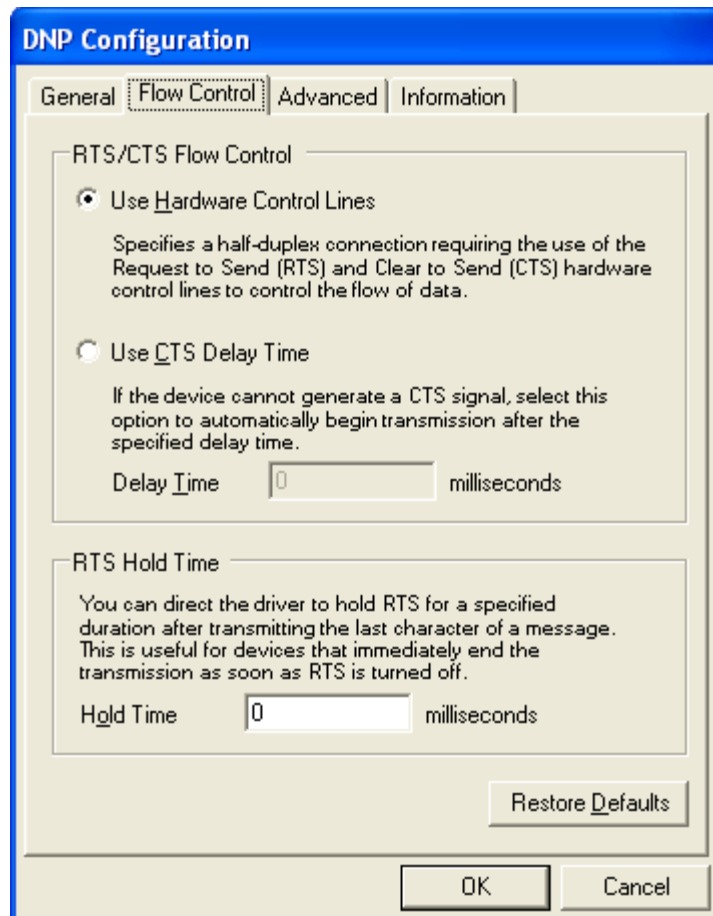 DNP Configuration
General Flow Control Advanced Information
RTS/CTS Flow Control
Use Hardware Control Lines
Specifies a half-duplex connection requiring the use of the
Request to Send (RTS) and Clear to Send (CTS) hardware
control lines to control the flow of data.
Use CTS Delay Time
If the device cannot generate a CTS signal, select this
option to automatically begin transmission after the
specified delay time.
Delay Time 0 milliseconds
RTS Hold Time
You can direct the driver to hold RTS for a specified
duration after transmitting the last character of a message.
This is useful for devices that immediately end the
transmission as soon as RTS is turned off.
Hold Time 0 milliseconds
Restore Defaults
OK Cancel